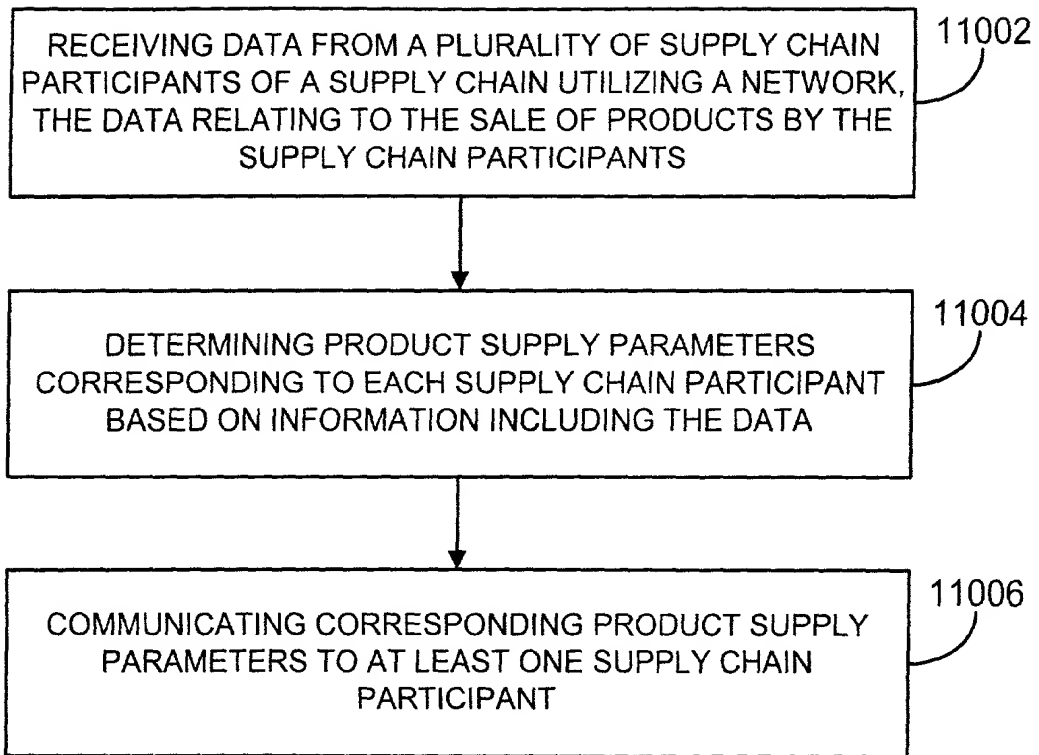 RECEIVING DATA FROM A PLURALITY OF SUPPLY CHAIN
PARTICIPANTS OF A SUPPLY CHAIN UTILIZING A NETWORK,
THE DATA RELATING TO THE SALE OF PRODUCTS BY THE
SUPPLY CHAIN PARTICIPANTS
11002
DETERMINING PRODUCT SUPPLY PARAMETERS
CORRESPONDING TO EACH SUPPLY CHAIN PARTICIPANT
BASED ON INFORMATION INCLUDING THE DATA
11004
COMMUNICATING CORRESPONDING PRODUCT SUPPLY
PARAMETERS TO AT LEAST ONE SUPPLY CHAIN
PARTICIPANT
11006